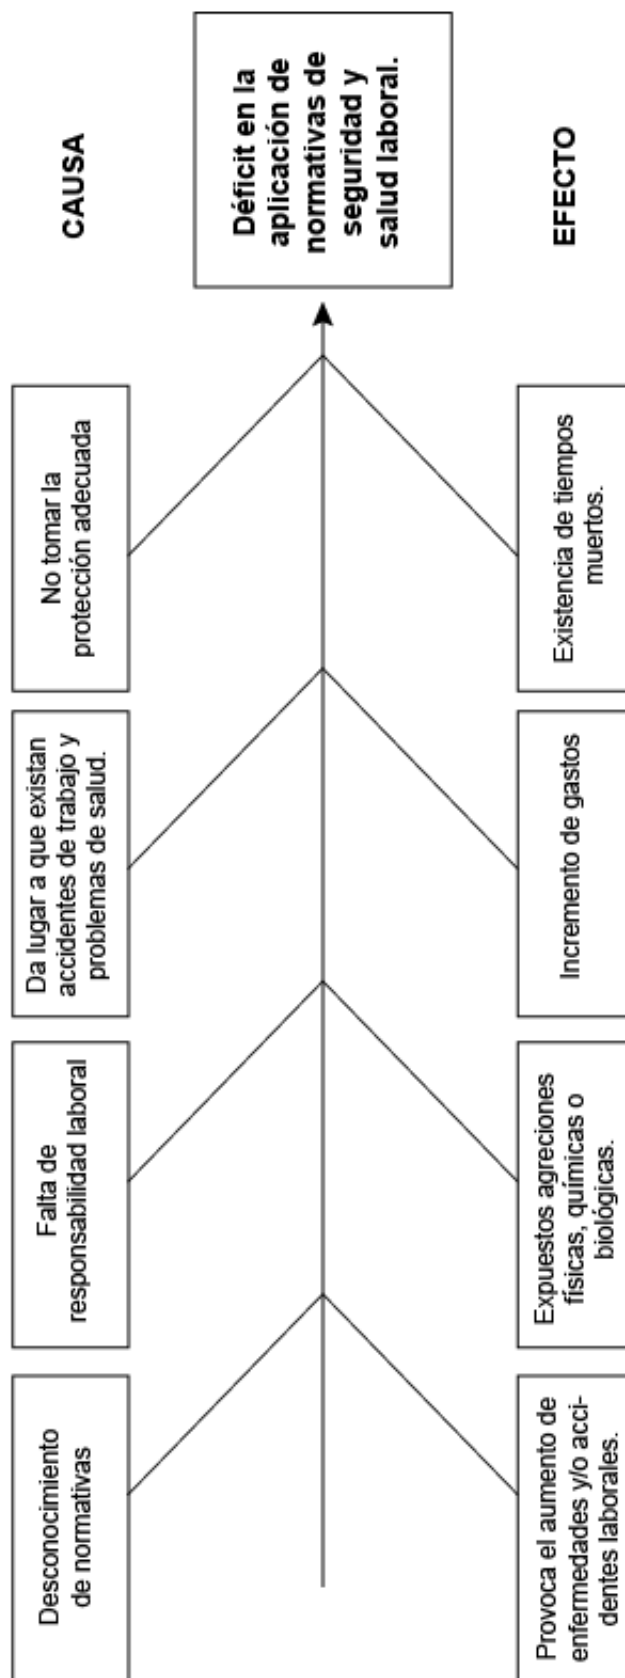 CAUSA
Desconocimiento
de normativas
Falta de
responsabilidad laboral
Da lugar a que existan
accidentes de trabajo y
problemas de salud.
No tomar la
protección adecuada
Déficit en la
aplicación de
normativas de
seguridad y
salud laboral.
Provoca el aumento de
enfermedades y/o acci-
dentes laborales.
Expuestos agreciones
físicas, químicas o
biológicas.
Incremento de gastos
Existencia de tiempos
muertos.
EFECTO